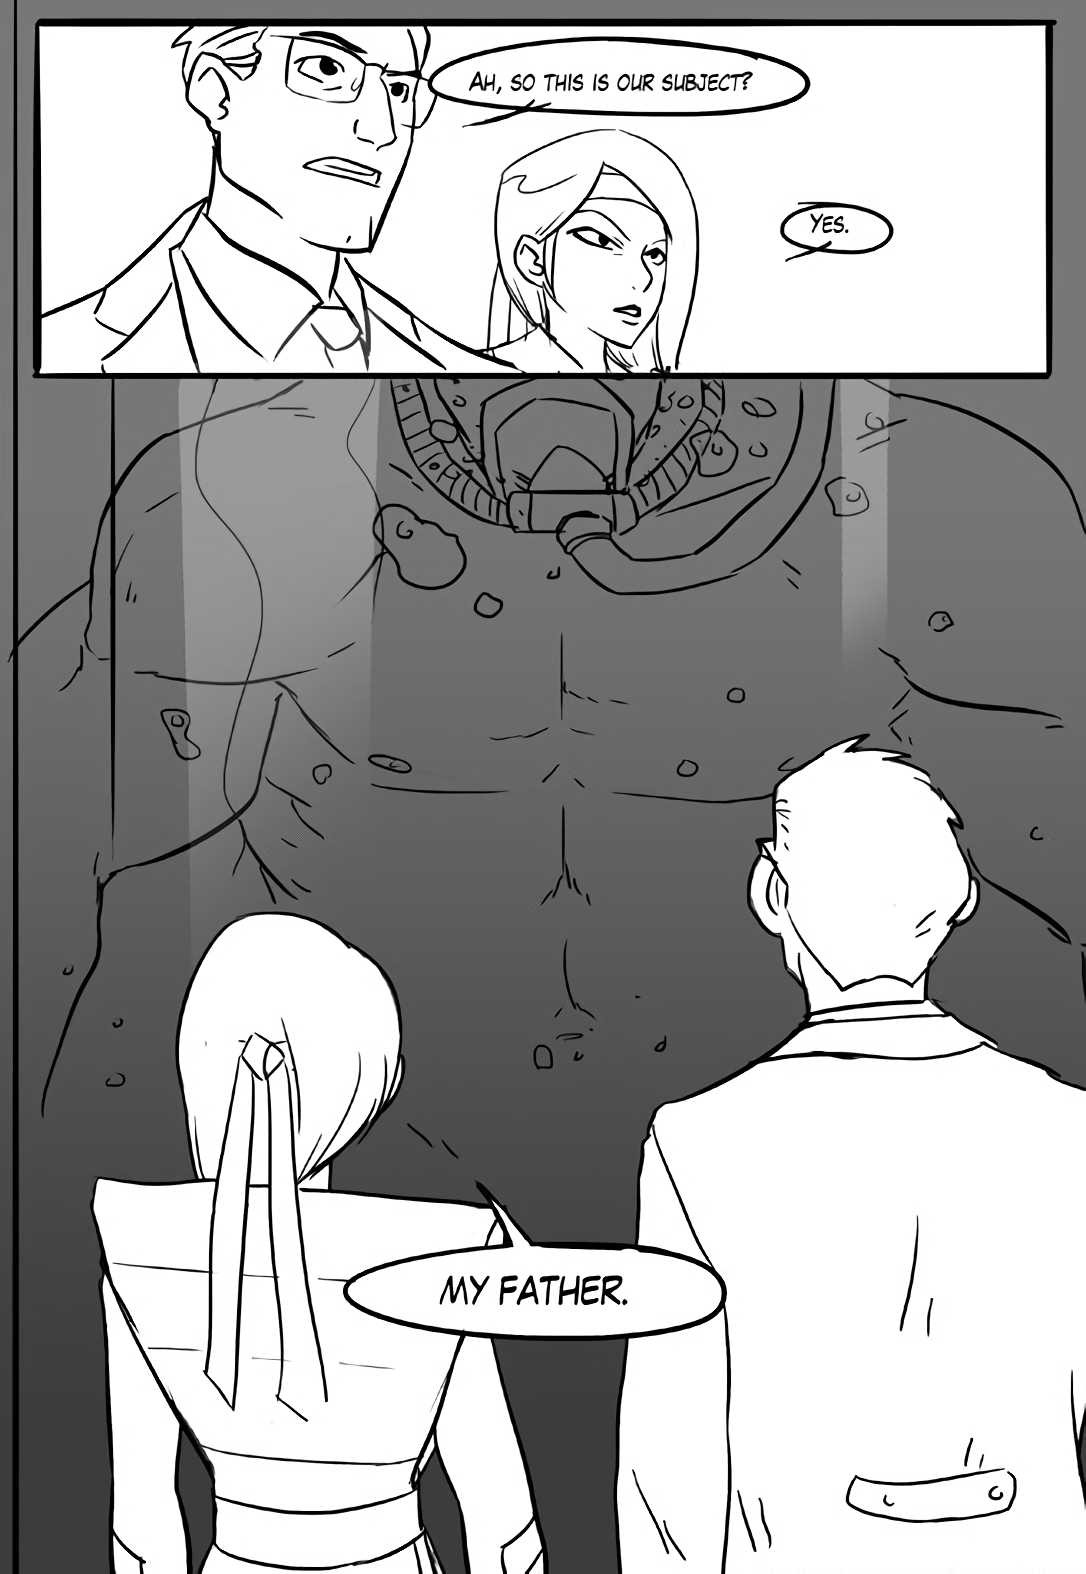 AH, SO THIS IS OUR SUBJECT?
YES.
MY FATHER.